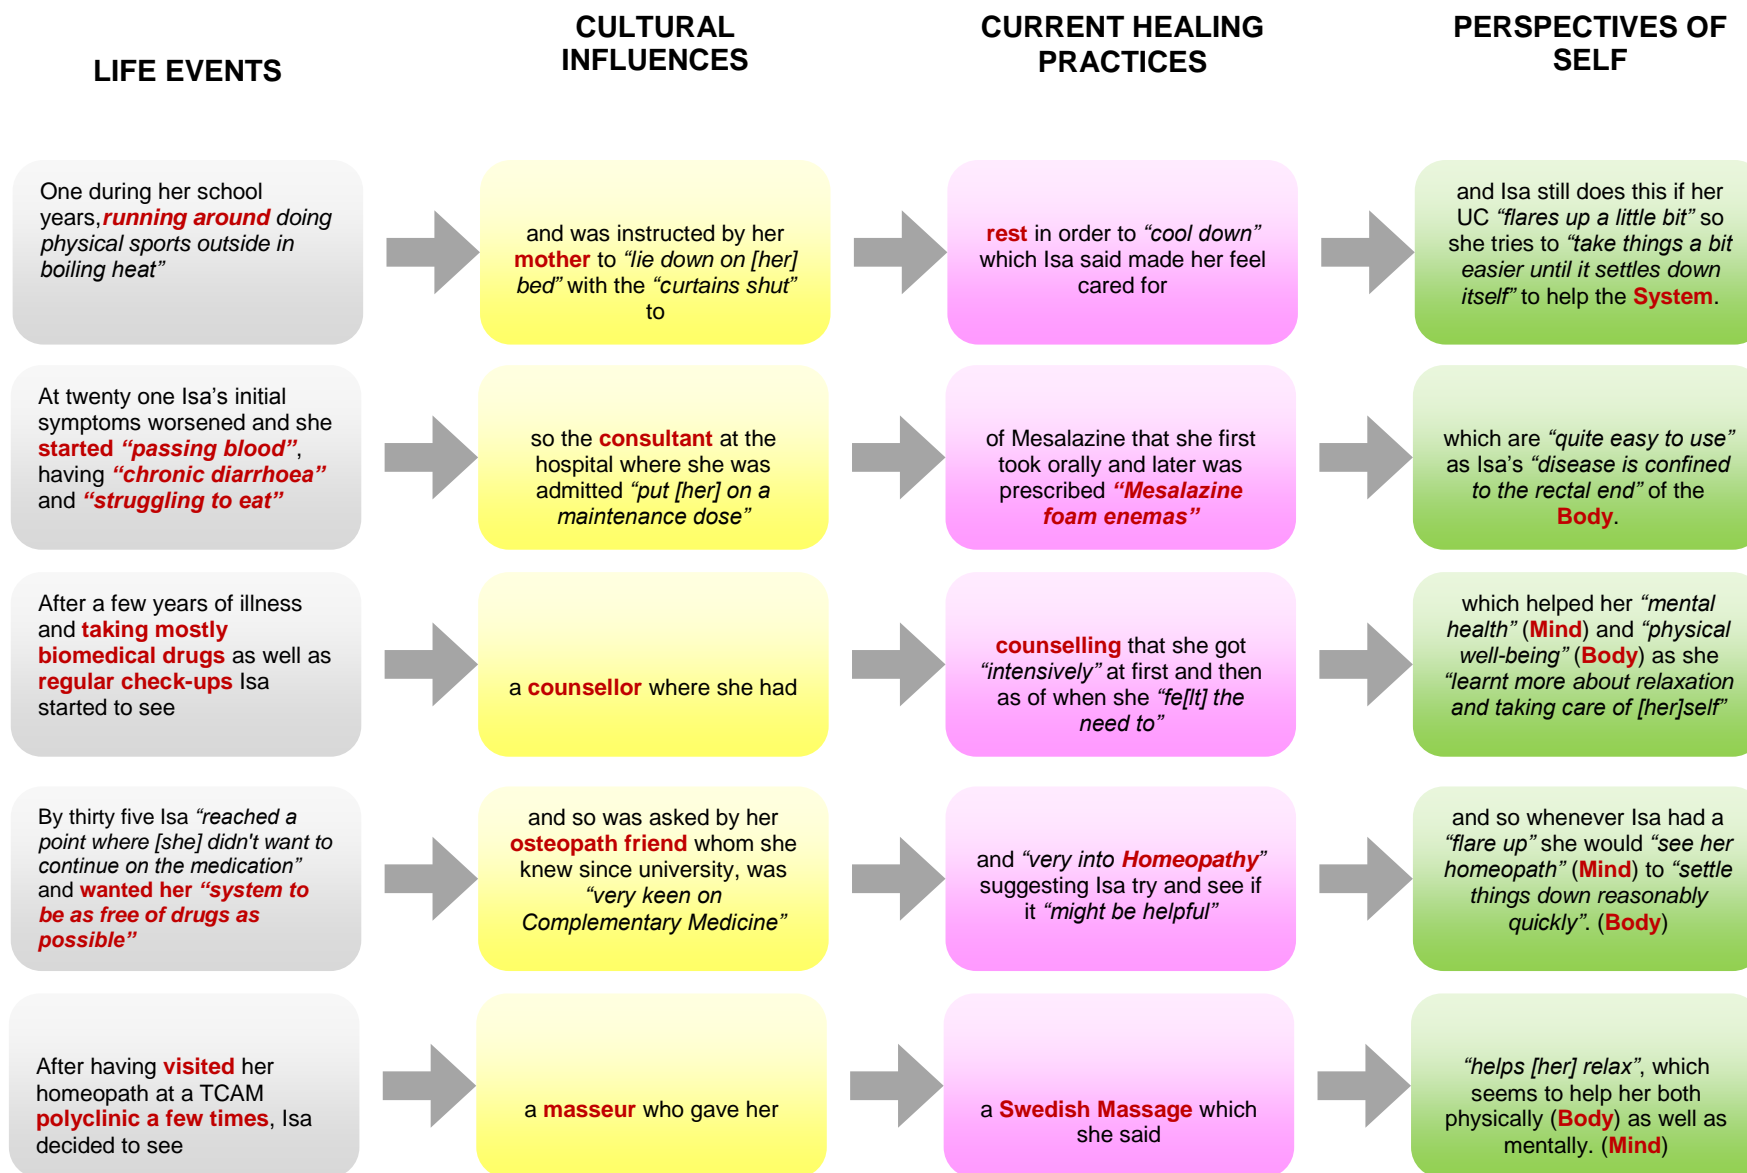 LIFE EVENTS
CULTURAL
INFLUENCES
CURRENT HEALING
PRACTICES
PERSPECTIVES OF
SELF
One during her school
years,running around doing
physical sports outside in
boiling heat”
and was instructed by her
mother to “lie down on [her]
bed” with the “curtains shut”
to
rest in order to “cool down”
which Isa said made her feel
cared for
and Isa still does this if her
UC “flares up a little bit” so
she tries to “take things a bit
easier until it settles down
itself” to help the System.
At twenty one Isa’s initial
symptoms worsened and she
started “passing blood”,
having “chronic diarrhoea”
and “struggling to eat”
so the consultant at the
hospital where she was
admitted “put [her] on a
maintenance dose”
of Mesalazine that she first
took orally and later was
prescribed “Mesalazine
foam enemas”
which are “quite easy to use”
as Isa’s “disease is confined
to the rectal end” of the
Body.
After a few years of illness
and taking mostly
biomedical drugs as well as
regular check-ups Isa
started to see
a counsellor where she had
counselling that she got
“intensively” at first and then
as of when she “fe[lt] the
need to”
which helped her “mental
health” (Mind) and “physical
well-being” (Body) as she
“learnt more about relaxation
and taking care of [her]self”
By thirty five Isa “reached a
point where [she] didn't want to
continue on the medication”
and wanted her “system to
be as free of drugs as
possible”
and so was asked by her
osteopath friend whom she
knew since university, was
“very keen on
Complementary Medicine”
and “very into Homeopathy”
suggesting Isa try and see if
it “might be helpful”
and so whenever Isa had a
“flare up” she would “see her
homeopath” (Mind) to “settle
things down reasonably
quickly”. (Body)
After having visited her
homeopath at a TCAM
polyclinic a few times, Isa
decided to see
a masseur who gave her
a Swedish Massage which
she said
“helps [her] relax”, which
seems to help her both
physically (Body) as well as
mentally. (Mind)